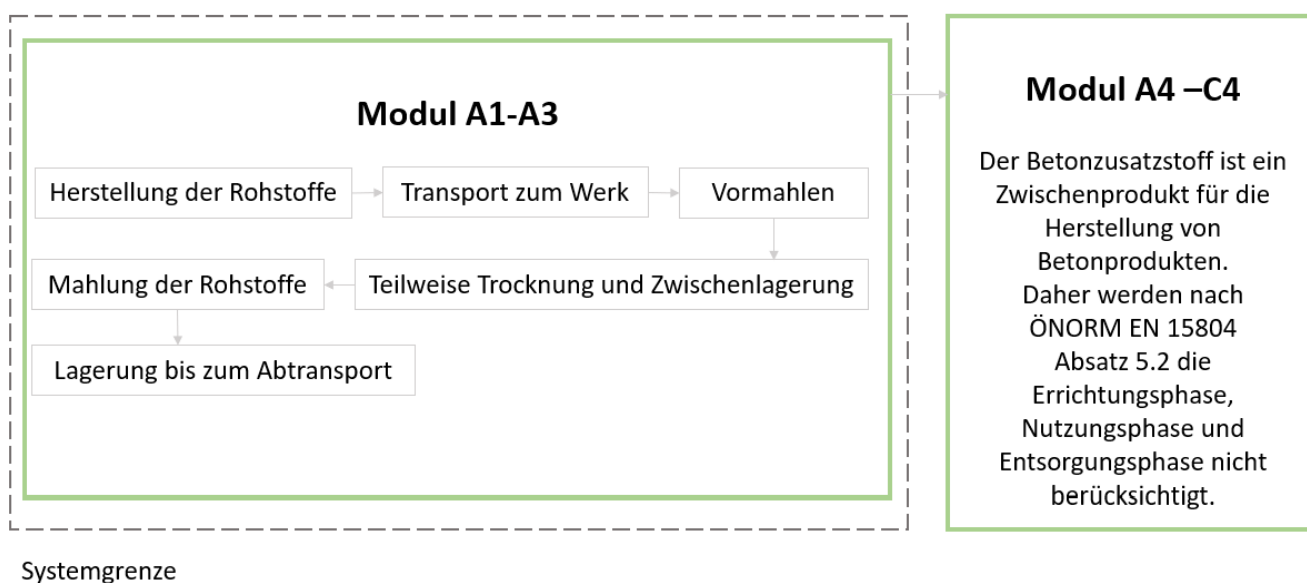 Modul A1-A3
Herstellung der Rohstoffe
Transport zum Werk
Vormahlen
Mahlung der Rohstoffe
Teilweise Trocknung und Zwischenlagerung
Lagerung bis zum Abtransport
Modul A4 –C4
Der Betonzusatzstoff ist ein
Zwischenprodukt für die
Herstellung von
Betonprodukten.
Daher werden nach
ÖNORM EN 15804
Absatz 5.2 die
Errichtungsphase,
Nutzungsphase und
Entsorgungsphase nicht
berücksichtigt.
Systemgrenze